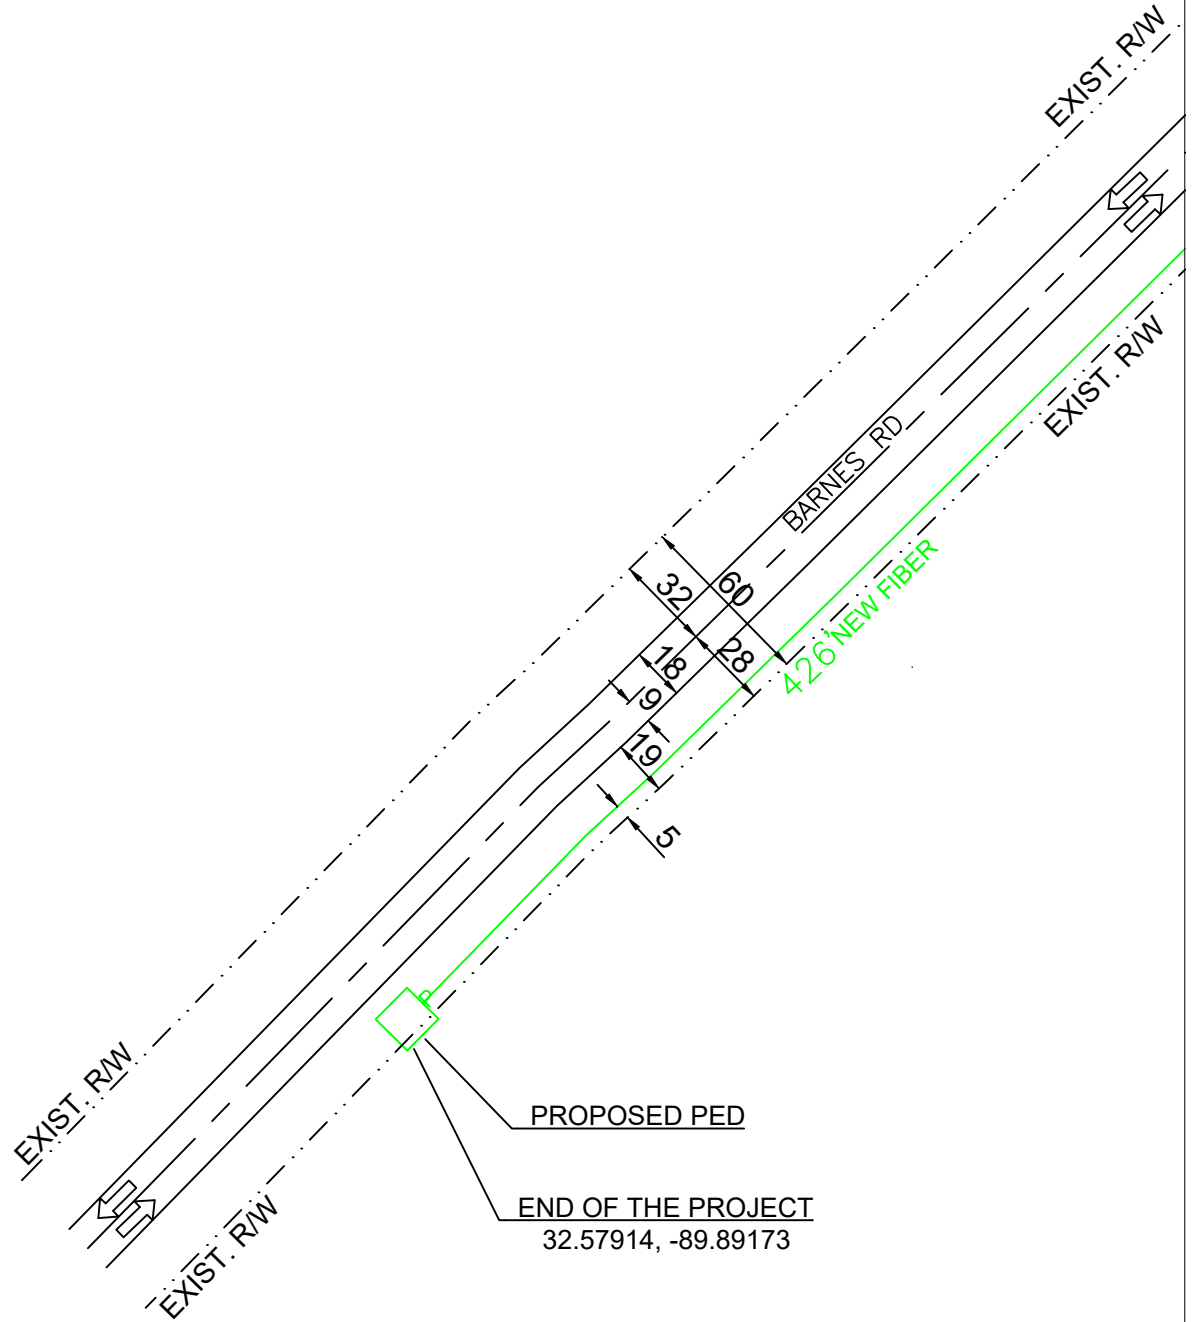 EXIST. R/W
EXIST. R/W
BARNES RD
60
32
28
426' NEW FIBER
18
9
19
5
P
EXIST. R/W
PROPOSED PED
END OF THE PROJECT
32.57914, -89.89173
EXIST. R/W